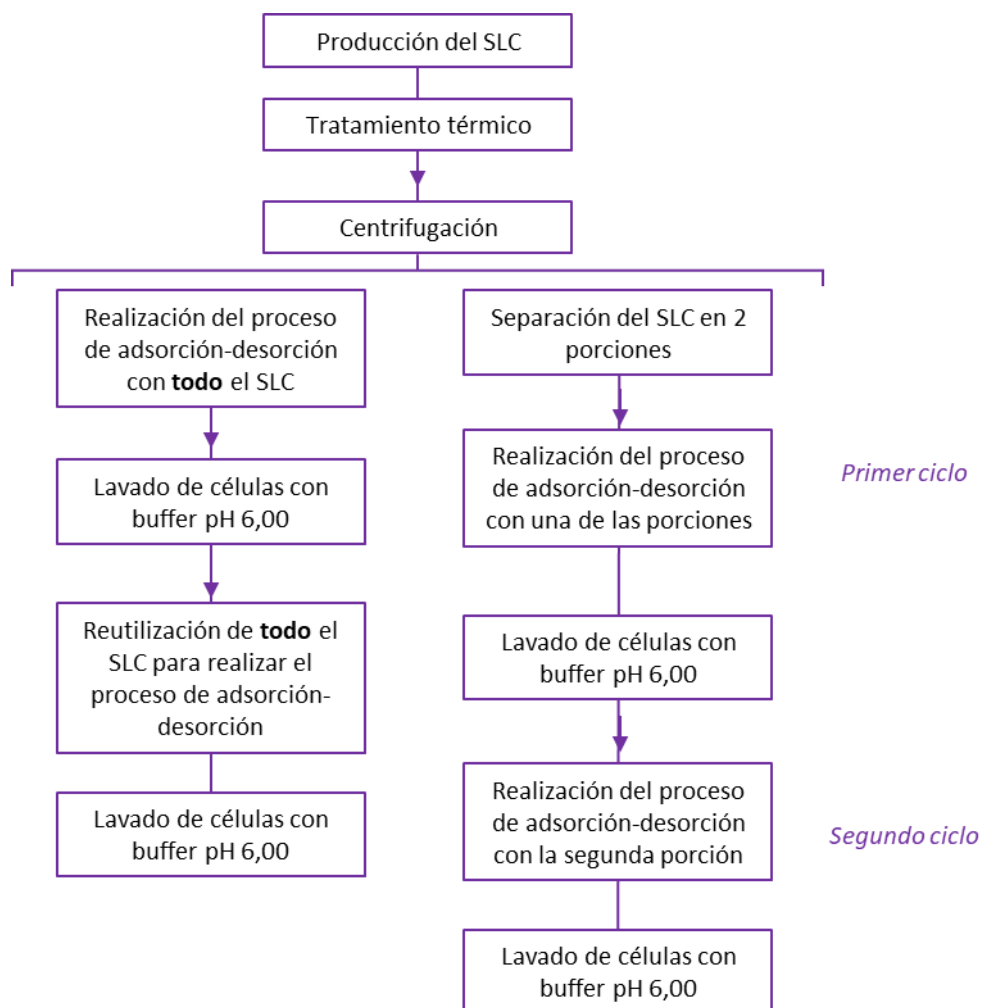 Producción del SLC
Tratamiento térmico
Centrifugación
Realización del proceso
de adsorción-desorción
con todo el SLC
Lavado de células con
buffer pH 6,00
Reutilización de todo el
SLC para realizar el
proceso de adsorción-
desorción
Lavado de células con
buffer pH 6,00
Separación del SLC en 2
porciones
Realización del proceso
de adsorción-desorción
con una de las porciones
Lavado de células con
buffer pH 6,00
Realización del proceso
de adsorción-desorción
con la segunda porción
Lavado de células con
buffer pH 6,00
Primer ciclo
Segundo ciclo